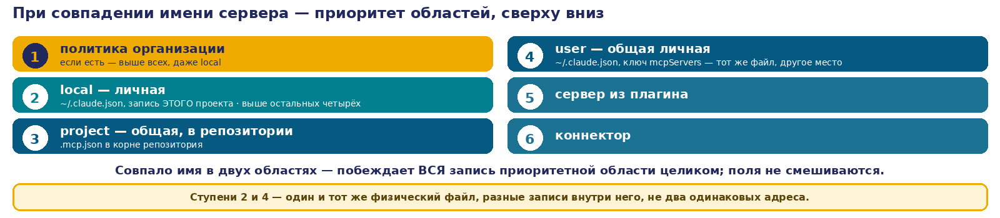 При совпадении имени сервера — приоритет областей, сверху вниз
1
политика организации
если есть — выше всех, даже local
2
local — личная
~/.claude.json, запись ЭТОГО проекта · выше остальных четырёх
3
project — общая, в репозитории
.mcp.json в корне репозитория
4
user — общая личная
~/.claude.json, ключ mcpServers — тот же файл, другое место
5
сервер из плагина
6
коннектор
Совпало имя в двух областях — побеждает ВСЯ запись приоритетной области целиком; поля не смешиваются.
Ступени 2 и 4 — один и тот же физический файл, разные записи внутри него, не два одинаковых адреса.